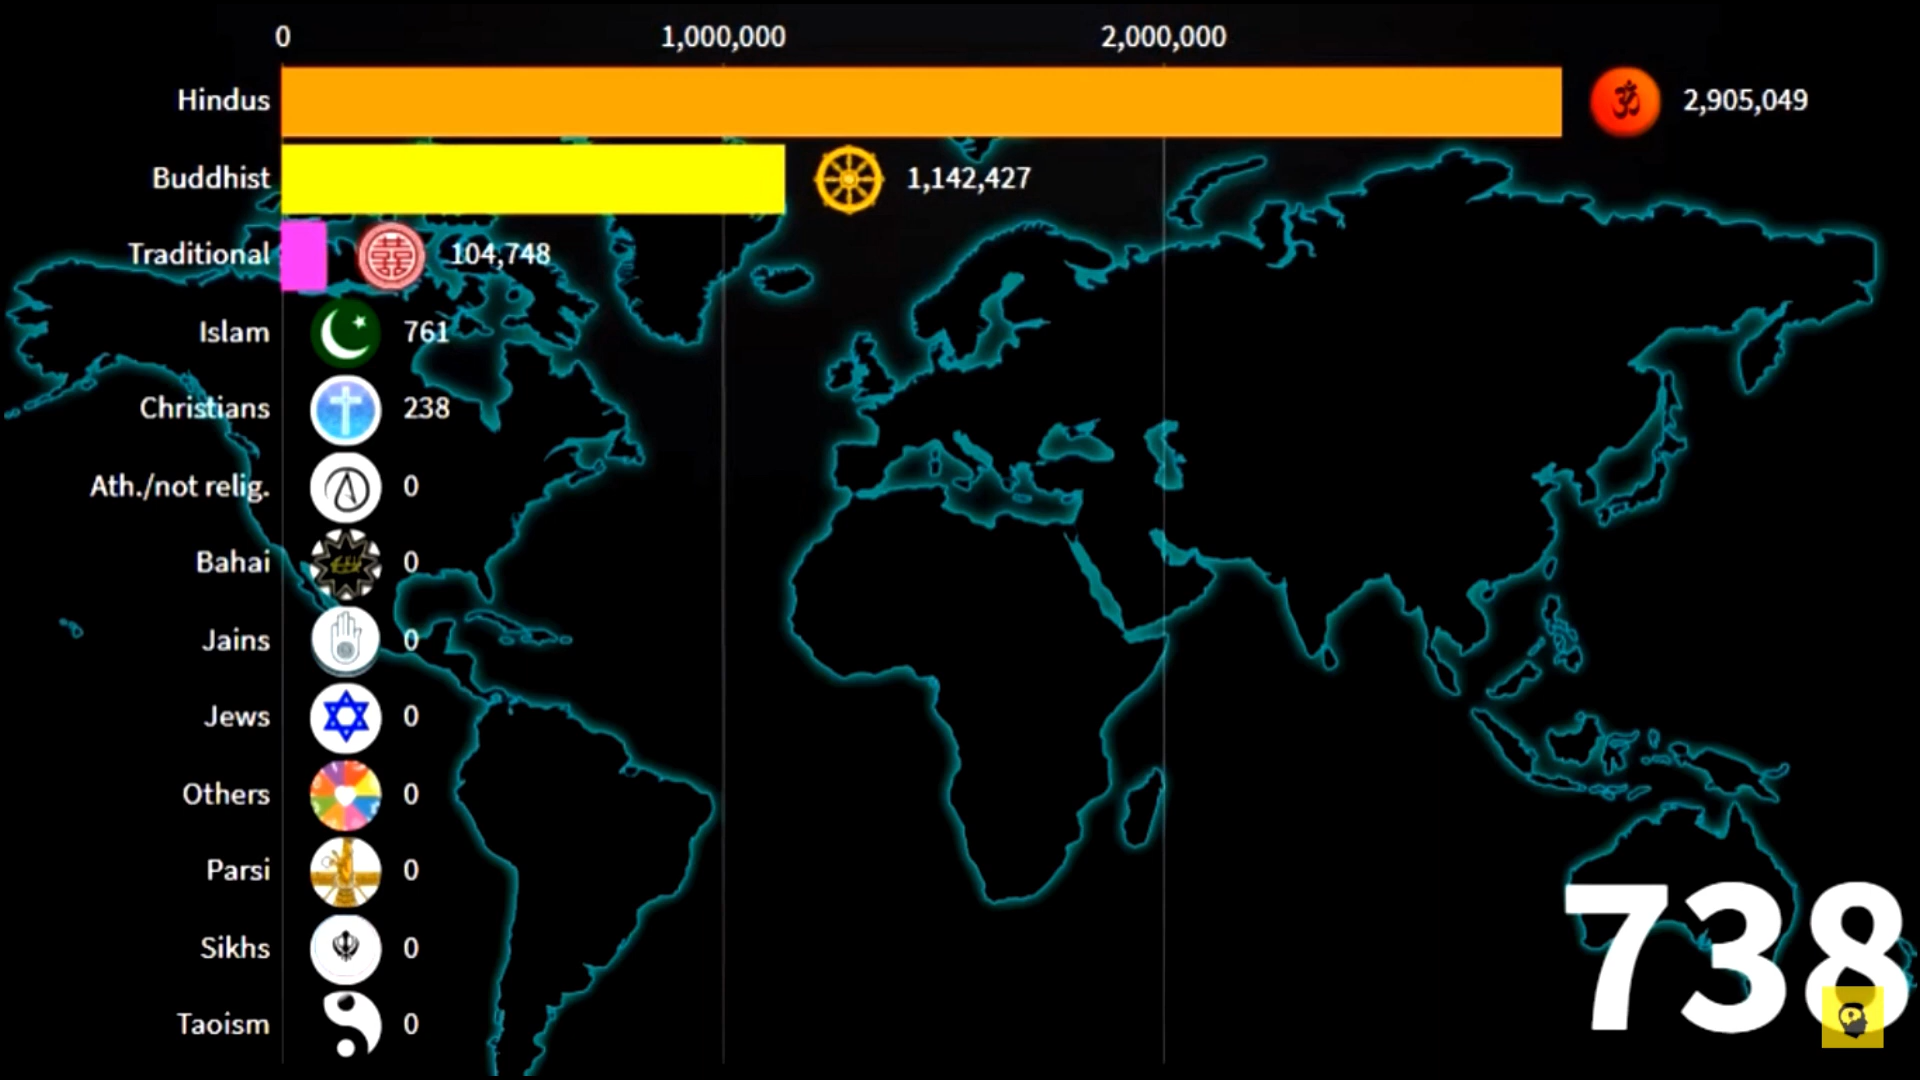 0 1,000,000 2,000,000
Hindus 2,905,049
Buddhist 1,142,427
Traditional 104,748
Islam 761
Christians 238
Ath./not relig. 0
Bahai 0
Jains 0
Jews 0
Others 0
Parsi 0
Sikhs 0
Taoism 0
738